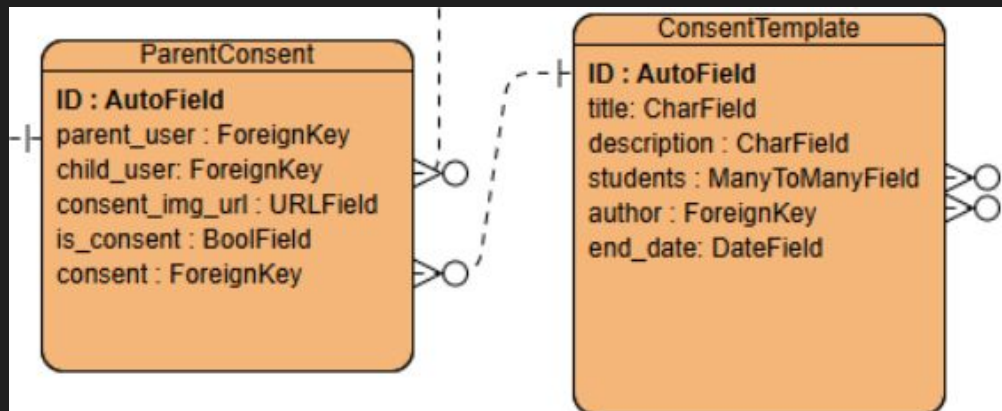 ParentConsent
ID : AutoField
parent_user : ForeignKey
child_user: ForeignKey
consent_img_url : URLField
is_consent : BoolField
consent : ForeignKey
ConsentTemplate
ID : AutoField
title: CharField
description : CharField
students : ManyToManyField
author : ForeignKey
end_date: DateField